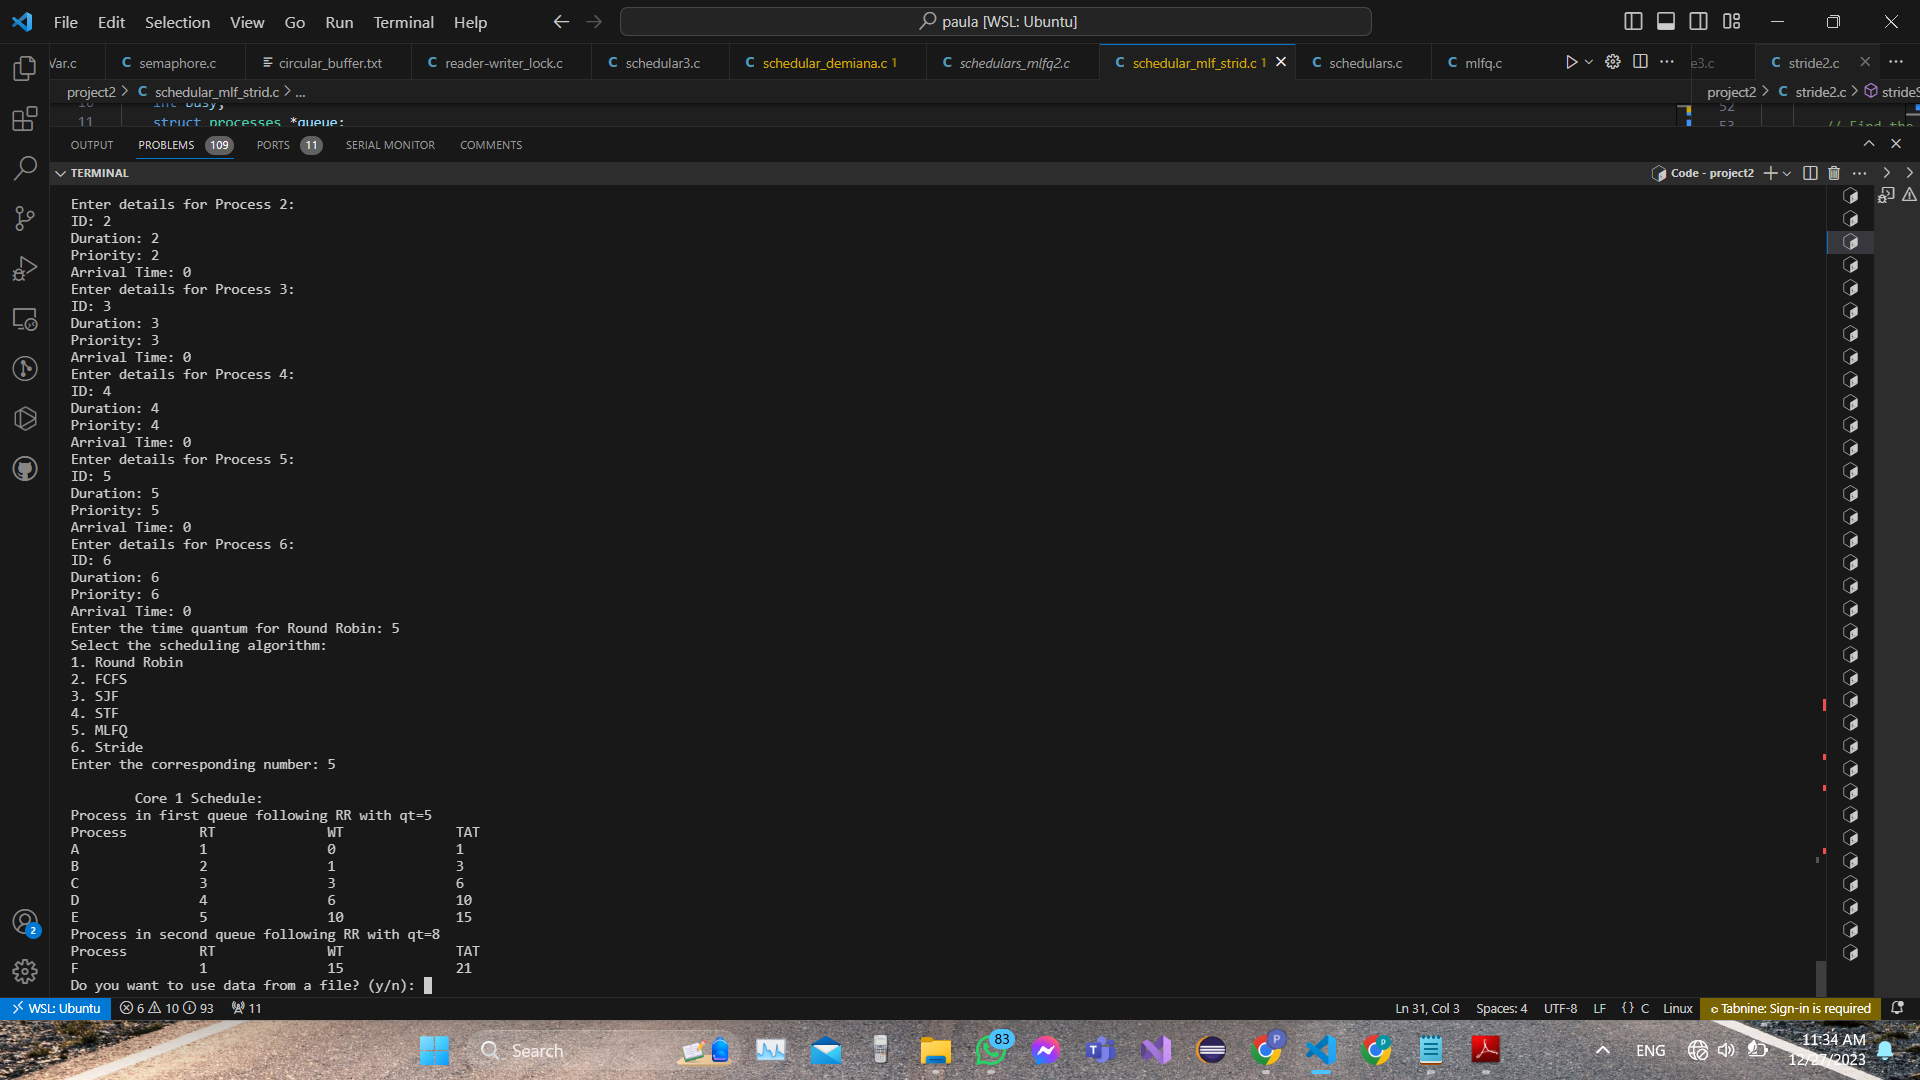 File Edit Selection View Go Run Terminal Help
paula [WSL: Ubuntu]
Var.c
semaphore.c
circular_buffer.txt
reader-writer_lock.c
schedular3.c
schedular_demiana.c 1
schedulars_mlfq2.c
schedular_mlf_strid.c 1
schedulars.c
mlfq.c
e3.c
stride2.c
project2 > C schedular_mlf_strid.c > ...
project2 > C stride2.c > strideS
int busy;
11 struct processes *queue;
52
53 // Find the
OUTPUT PROBLEMS 109 PORTS 11 SERIAL MONITOR COMMENTS
TERMINAL
Code - project2
Enter details for Process 2:
ID: 2
Duration: 2
Priority: 2
Arrival Time: 0
Enter details for Process 3:
ID: 3
Duration: 3
Priority: 3
Arrival Time: 0
Enter details for Process 4:
ID: 4
Duration: 4
Priority: 4
Arrival Time: 0
Enter details for Process 5:
ID: 5
Duration: 5
Priority: 5
Arrival Time: 0
Enter details for Process 6:
ID: 6
Duration: 6
Priority: 6
Arrival Time: 0
Enter the time quantum for Round Robin: 5
Select the scheduling algorithm:
1. Round Robin
2. FCFS
3. SJF
4. STF
5. MLFQ
6. Stride
Enter the corresponding number: 5
Core 1 Schedule:
Process in first queue following RR with qt=5
Process RT WT TAT
A 1 0 1
B 2 1 3
C 3 3 6
D 4 6 10
E 5 10 15
Process in second queue following RR with qt=8
Process RT WT TAT
F 1 15 21
Do you want to use data from a file? (y/n):
2
WSL: Ubuntu 6 10 93 11
Ln 31, Col 3 Spaces: 4 UTF-8 LF {} C Linux Tabnine: Sign-in is required
Search
83
ENG
11:34 AM
12/27/2023